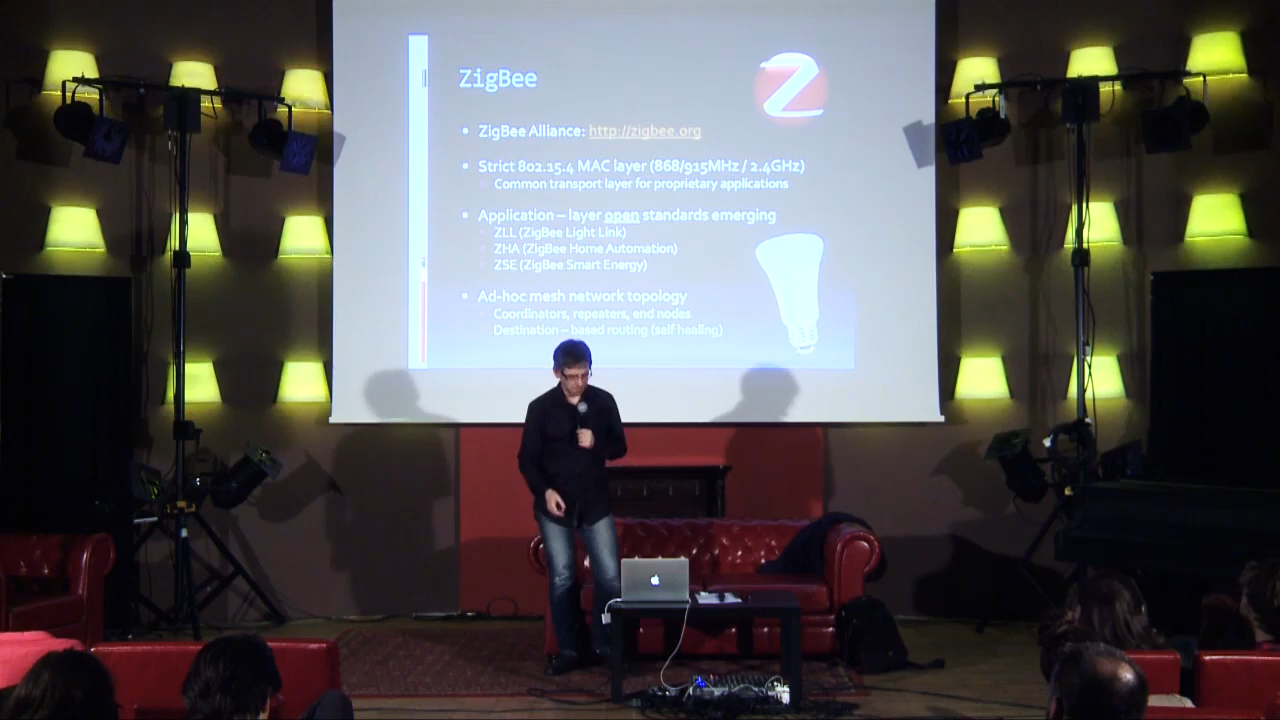 ZigBee
ZigBee Alliance: http://zigbee.org
Strict 802.15.4 MAC layer (868/915MHz / 2.4GHz)
Common transport layer for proprietary applications
Application – layer open standards emerging
ZLL (ZigBee Light Link)
ZHA (ZigBee Home Automation)
ZSE (ZigBee Smart Energy)
Ad-hoc mesh network topology
Coordinators, repeaters, end nodes
Destination – based routing (self healing)